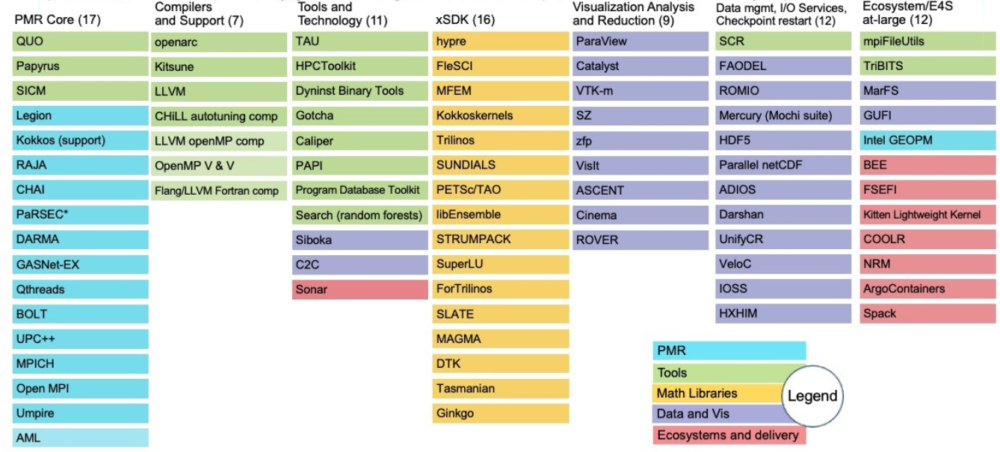 PMR Core (17)
QUO
Papyrus
SICM
Legion
Kokkos (support)
RAJA
CHAI
PaRSEC*
DARMA
GASNet-EX
Qthreads
BOLT
UPC++
MPICH
Open MPI
Umpire
AML
Compilers
and Support (7)
openarc
Kitsune
LLVM
CHiLL autotuning comp
LLVM openMP comp
OpenMP V & V
Flang/LLVM Fortran comp
Tools and
Technology (11)
TAU
HPCToolkit
Dyninst Binary Tools
Gotcha
Caliper
PAPI
Program Database Toolkit
Search (random forests)
Siboka
C2C
Sonar
xSDK (16)
hypre
FleSCI
MFEM
Kokkoskernels
Trilinos
SUNDIALS
PETSc/TAO
libEnsemble
STRUMPACK
SuperLU
ForTrilinos
SLATE
MAGMA
DTK
Tasmanian
Ginkgo
Visualization Analysis
and Reduction (9)
ParaView
Catalyst
VTK-m
SZ
zfp
VisIt
ASCENT
Cinema
ROVER
Data mgmt, I/O Services,
Checkpoint restart (12)
SCR
FAODEL
ROMIO
Mercury (Mochi suite)
HDF5
Parallel netCDF
ADIOS
Darshan
UnifyCR
VeloC
IOSS
HXHIM
Ecosystem/E4S
at-large (12)
mpiFileUtils
TriBITS
MarFS
GUFI
Intel GEOPM
BEE
FSEFI
Kitten Lightweight Kernel
COOLR
NRM
ArgoContainers
Spack
PMR
Tools
Math Libraries
Data and Vis
Ecosystems and delivery
Legend